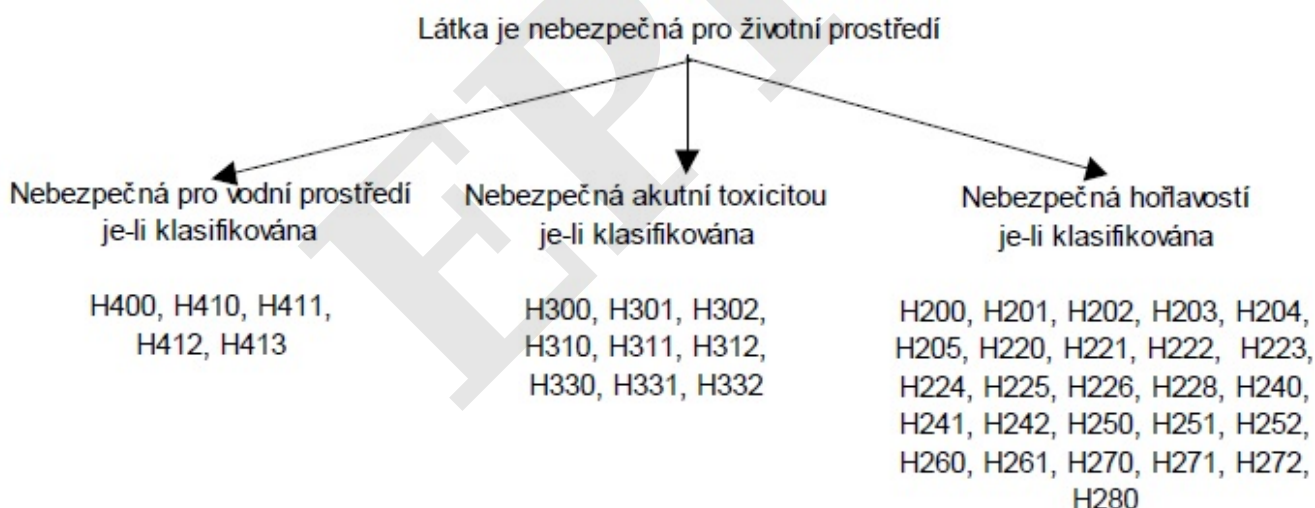 Látka je nebezpečná pro životní prostředí
Nebezpečná pro vodní prostředí
je-li klasifikována
H400, H410, H411,
H412, H413
Nebezpečná akutní toxicitou
je-li klasifikována
H300, H301, H302,
H310, H311, H312,
H330, H331, H332
Nebezpečná hořlavostí
je-li klasifikována
H200, H201, H202, H203, H204,
H205, H220, H221, H222, H223,
H224, H225, H226, H228, H240,
H241, H242, H250, H251, H252,
H260, H261, H270, H271, H272,
H280